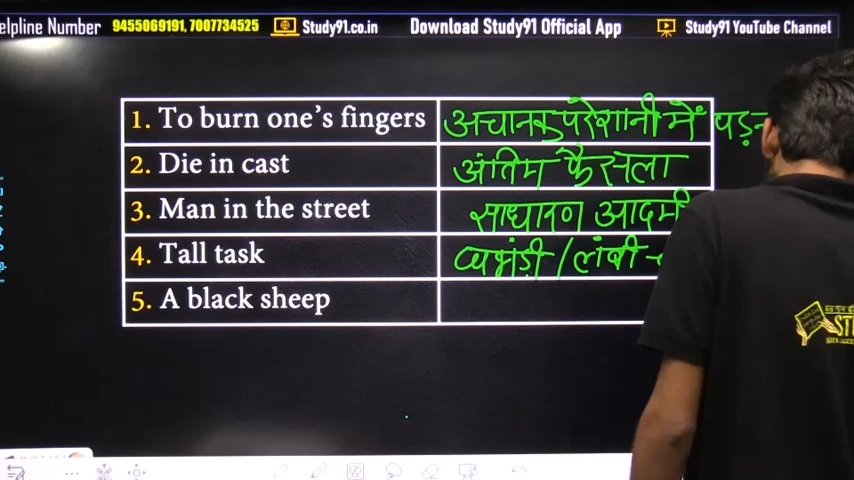 elpline Number 9455069191, 7007734525 Study91.co.in Download Study91 Official App Study91 YouTube Channel
1. To burn one's fingers अचानक परेशानी में पड़न
2. Die in cast अंतिम फैसला
3. Man in the street साधारण आदमी
4. Tall task लंबी
5. A black sheep